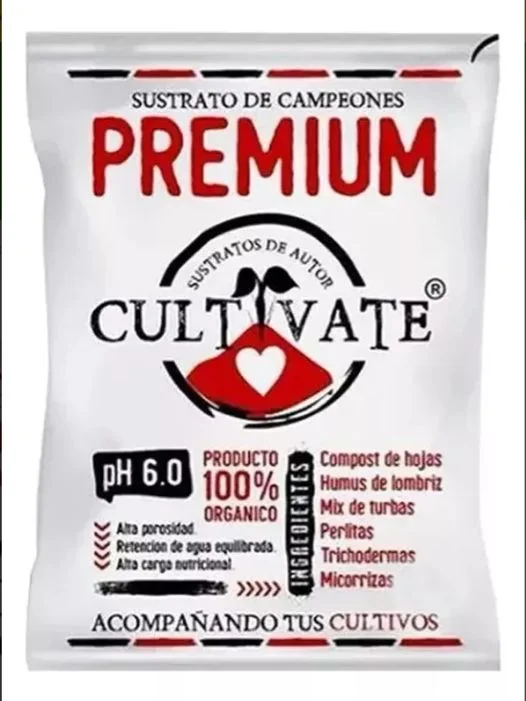 SUSTRATO DE CAMPEONES
PREMIUM
SUSTRATOS DE AUTOR
CULTIVATE®
pH 6.0
PRODUCTO
100%
ORGANICO
Alta porosidad.
Retencion de agua equilibrada.
Alta carga nutricional.
INGREDIENTES
Compost de hojas
Humus de lombriz
Mix de turbas
Perlitas
Trichodermas
Micorrizas
ACOMPAÑANDO TUS CULTIVOS